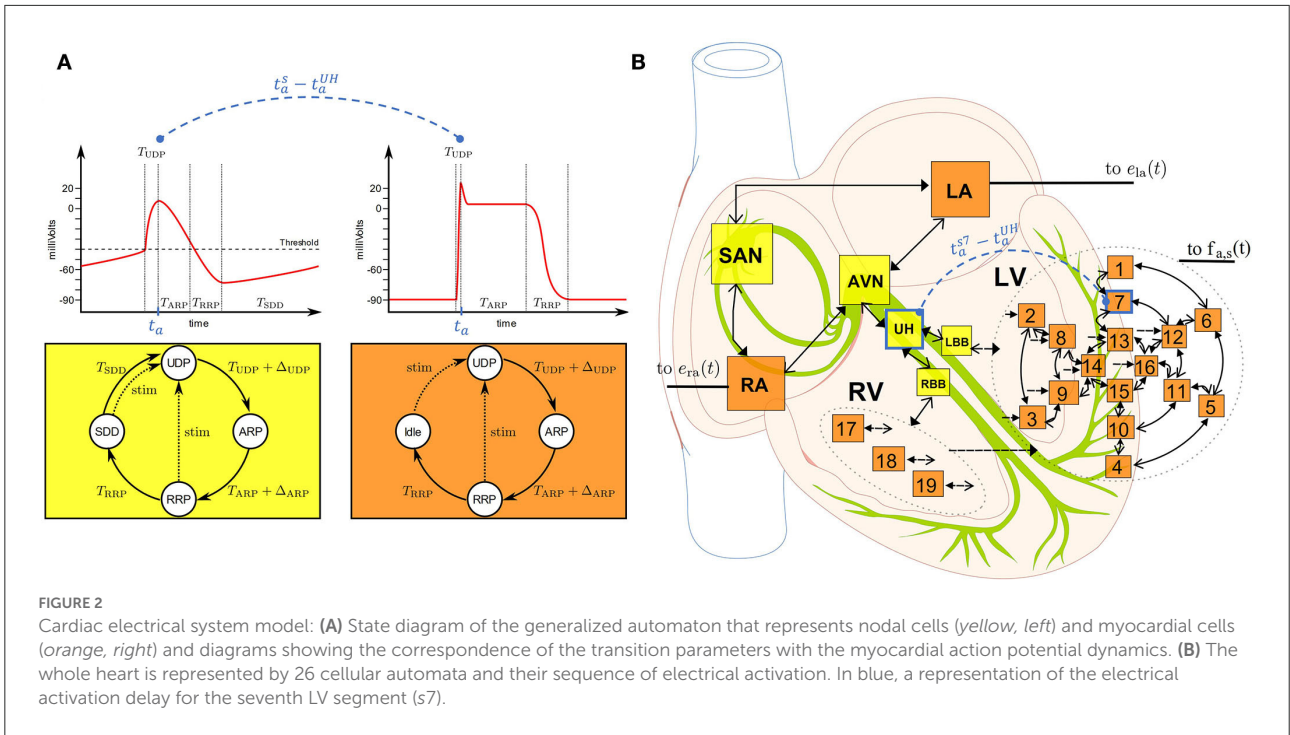 A
t_a^s − t_a^{UH}
T_UDP
20
0
-40
-60
-90
milliVolts
Threshold
T_ARP
T_RRP
T_SDD
time
t_a
T_UDP
20
0
-40
-60
-90
milliVolts
T_ARP
T_RRP
time
t_a
UDP
T_SDD
stim
T_UDP + Δ_UDP
SDD
stim
ARP
T_RRP
T_ARP + Δ_ARP
RRP
UDP
stim
T_UDP + Δ_UDP
Idle
stim
ARP
T_RRP
T_ARP + Δ_ARP
RRP
B
LA
to e_la(t)
SAN
AVN
t_a^{s7} − t_a^{UH}
LV
to f_a,s(t)
UH
LBB
RBB
to e_ra(t)
RA
RV
1
7
2
6
8
13
12
14
16
9
15
11
3
5
10
4
17
18
19
FIGURE 2
Cardiac electrical system model: (A) State diagram of the generalized automaton that represents nodal cells (yellow, left) and myocardial cells
(orange, right) and diagrams showing the correspondence of the transition parameters with the myocardial action potential dynamics. (B) The
whole heart is represented by 26 cellular automata and their sequence of electrical activation. In blue, a representation of the electrical
activation delay for the seventh LV segment (s7).